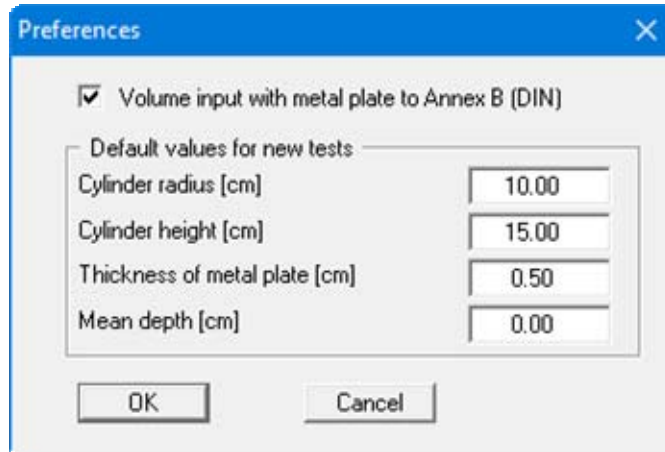 Preferences
Volume input with metal plate to Annex B (DIN)
Default values for new tests
Cylinder radius [cm] 10.00
Cylinder height [cm] 15.00
Thickness of metal plate [cm] 0.50
Mean depth [cm] 0.00
OK Cancel